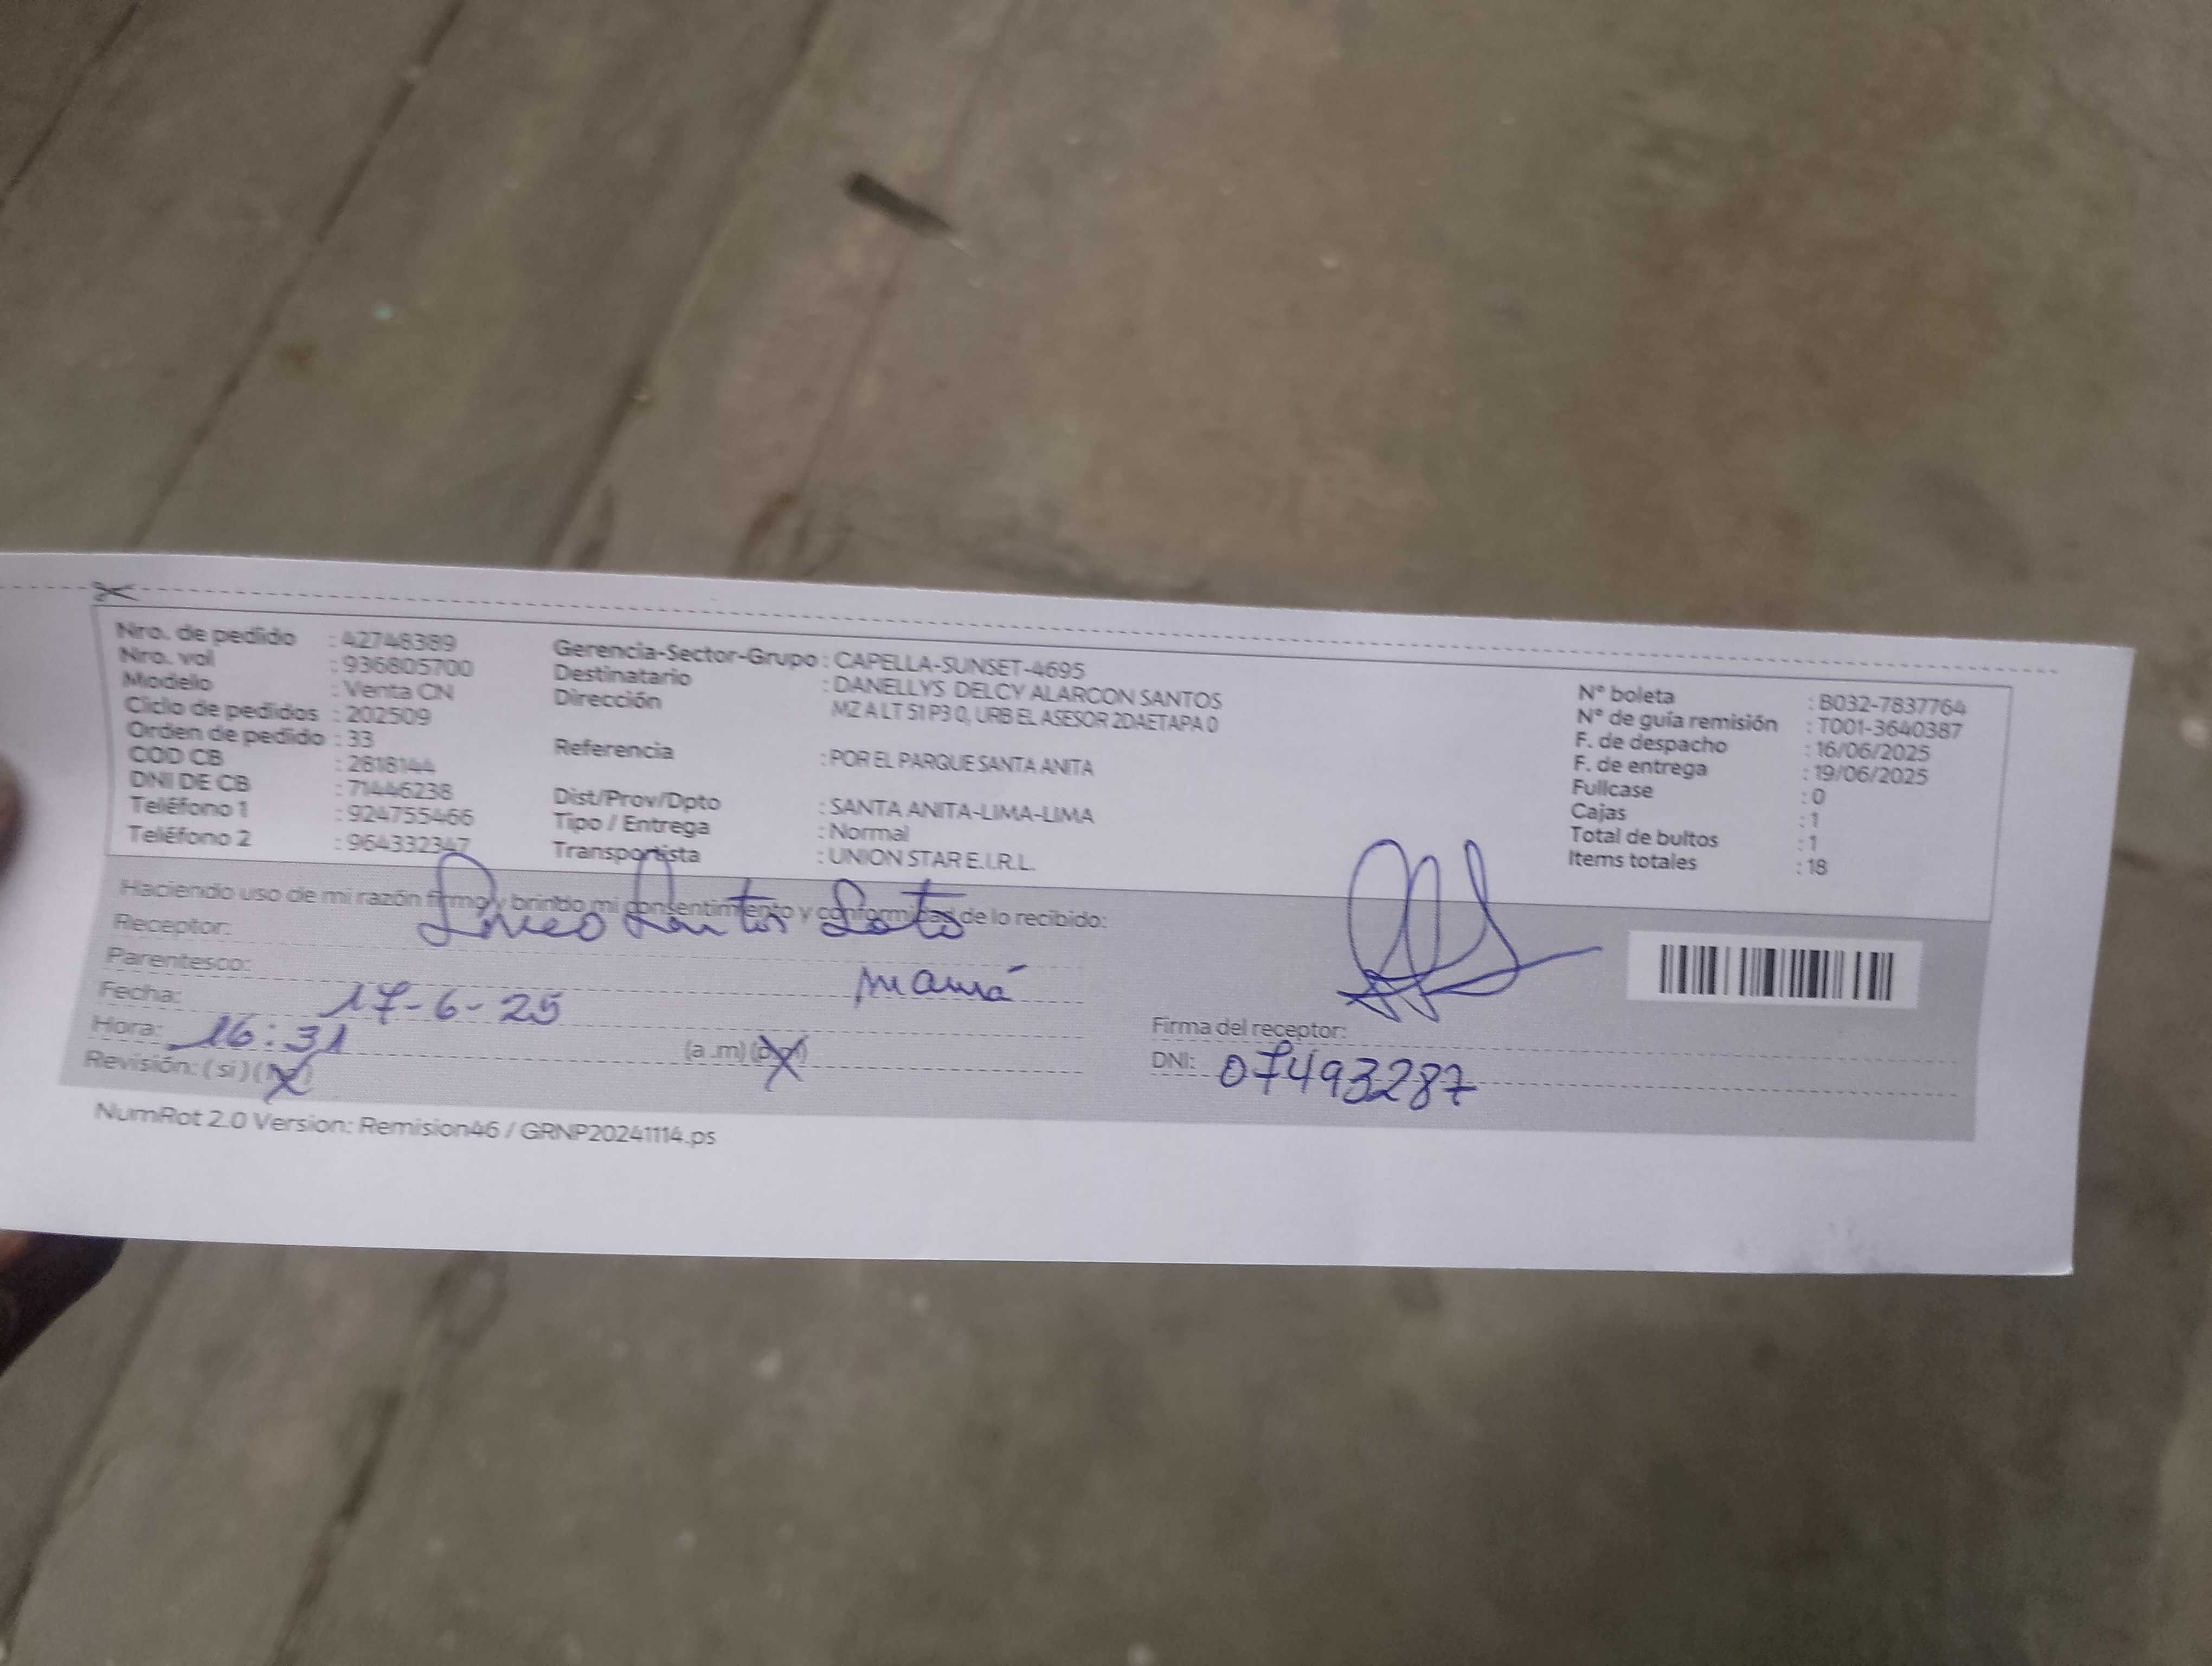 Nro. de pedido : 42748389
Nro. val : 936805700
Modelo : Venta CN
Ciclo de pedidos : 202509
Orden de pedido : 33
COD CB : 2818144
DNI DE CB : 71446238
Teléfono 1 : 924755466
Teléfono 2 : 964332347
Gerencia-Sector-Grupo : CAPELLA-SUNSET-4695
Destinatario : DANELLYS DELCY ALARCON SANTOS
Dirección MZ A LT 51 P3 0, URB EL ASESOR 2DAETAPA 0
Referencia : POR EL PARQUE SANTA ANITA
Dist/Prov/Dpto : SANTA ANITA-LIMA-LIMA
Tipo / Entrega : Normal
Transportista : UNION STAR E.I.R.L.
N° boleta : B032-7837764
N° de guía remisión : T001-3640387
F. de despacho : 16/06/2025
F. de entrega : 19/06/2025
Fullcase : 0
Cajas : 1
Total de bultos : 1
Items totales : 18
Haciendo uso de mi razón firmo y brindo mi consentimiento y conformidad de lo recibido:
Receptor: Santos Soto
Parentesco: mamá
Fecha: 17-6-25
Hora: 16:31 (a.m) (p.m)
Revisión: ( si ) (no)
Firma del receptor:
DNI: 07493287
NumRot 2.0 Version: Remision46 / GRNP20241114.ps